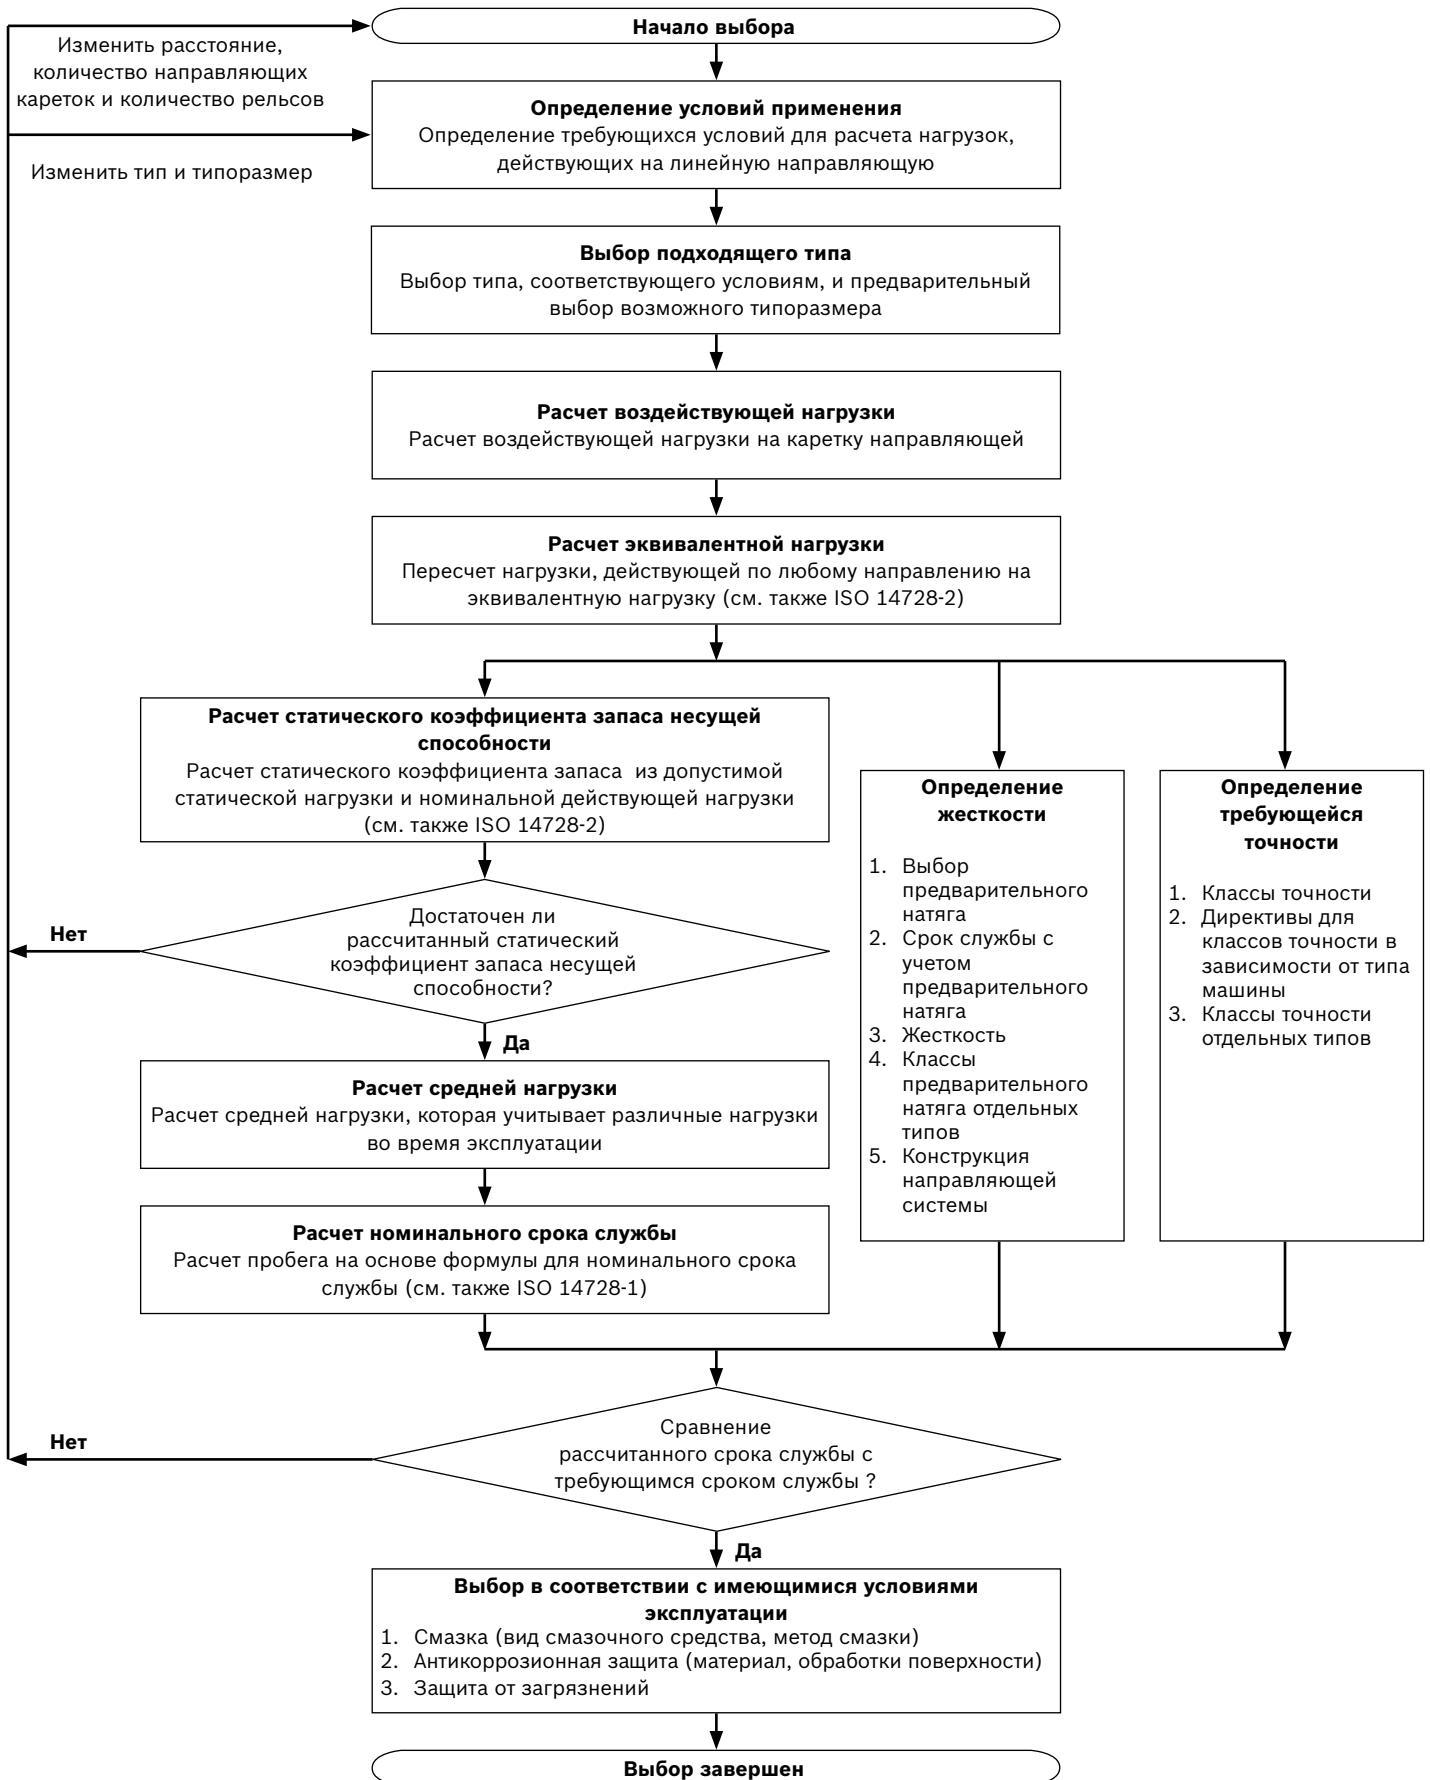 Начало выбора
Изменить расстояние,
количество направляющих
кареток и количество рельсов
Определение условий применения
Определение требующихся условий для расчета нагрузок,
действующих на линейную направляющую
Изменить тип и типоразмер
Выбор подходящего типа
Выбор типа, соответствующего условиям, и предварительный
выбор возможного типоразмера
Расчет воздействующей нагрузки
Расчет воздействующей нагрузки на каретку направляющей
Расчет эквивалентной нагрузки
Пересчет нагрузки, действующей по любому направлению на
эквивалентную нагрузку (см. также ISO 14728-2)
Расчет статического коэффициента запаса несущей
способности
Расчет статического коэффициента запаса  из допустимой
статической нагрузки и номинальной действующей нагрузки
(см. также ISO 14728-2)
Определение
жесткости
1. Выбор
предварительного
натяга
2. Срок службы с
учетом
предварительного
натяга
3. Жесткость
4. Классы
предварительного
натяга отдельных
типов
5. Конструкция
направляющей
системы
Определение
требующейся
точности
1. Классы точности
2. Директивы для
классов точности в
зависимости от типа
машины
3. Классы точности
отдельных типов
Достаточен ли
рассчитанный статический
коэффициент запаса несущей
способности?
Нет
Да
Расчет средней нагрузки
Расчет средней нагрузки, которая учитывает различные нагрузки
во время эксплуатации
Расчет номинального срока службы
Расчет пробега на основе формулы для номинального срока
службы (см. также ISO 14728-1)
Сравнение
рассчитанного срока службы с
требующимся сроком службы ?
Нет
Да
Выбор в соответствии с имеющимися условиями
эксплуатации
1. Смазка (вид смазочного средства, метод смазки)
2. Антикоррозионная защита (материал, обработки поверхности)
3. Защита от загрязнений
Выбор завершен